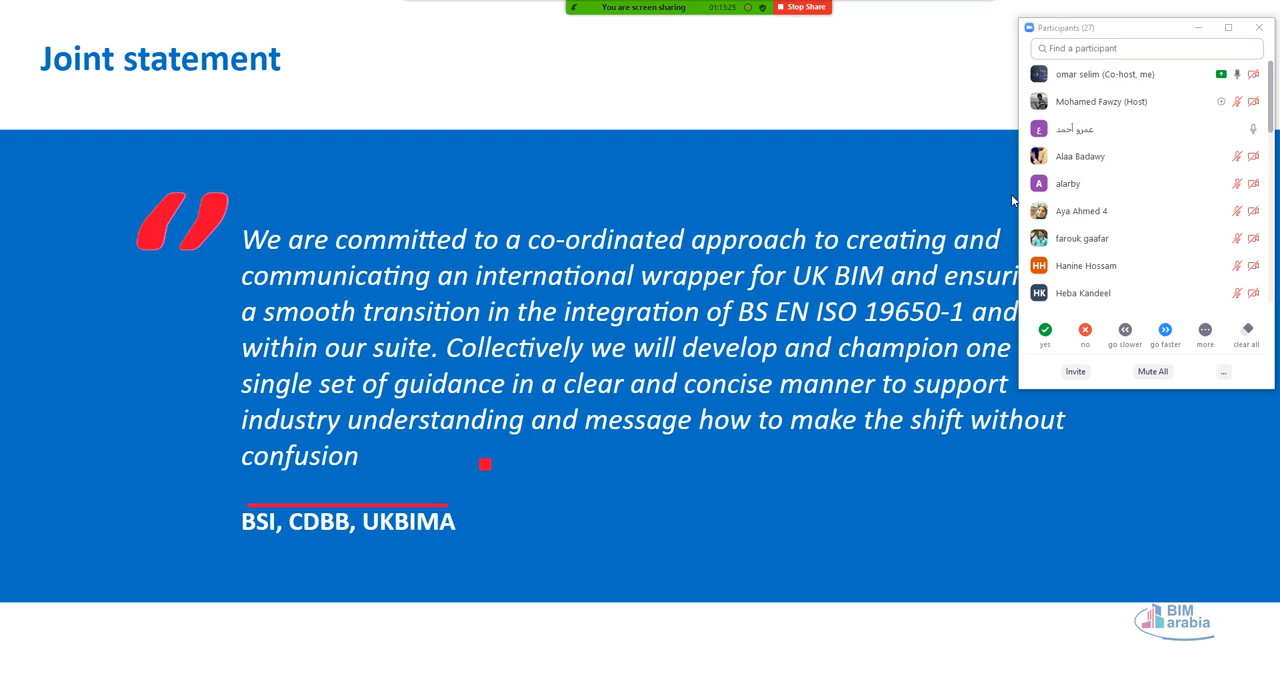 You are screen sharing
01:13:25
Stop Share
Joint statement
We are committed to a co-ordinated approach to creating and
communicating an international wrapper for UK BIM and ensuri
a smooth transition in the integration of BS EN ISO 19650-1 and
within our suite. Collectively we will develop and champion one
single set of guidance in a clear and concise manner to support
industry understanding and message how to make the shift without
confusion
BSI, CDBB, UKBIMA
BIM
arabia
Participants (27)
Find a participant
omar selim (Co-host, me)
Mohamed Fawzy (Host)
ع
عمرو أحمد
Alaa Badawy
A
alarby
Aya Ahmed 4
farouk gaafar
HH
Hanine Hossam
HK
Heba Kandeel
yes
no
go slower
go faster
more
clear all
Invite
Mute All
...